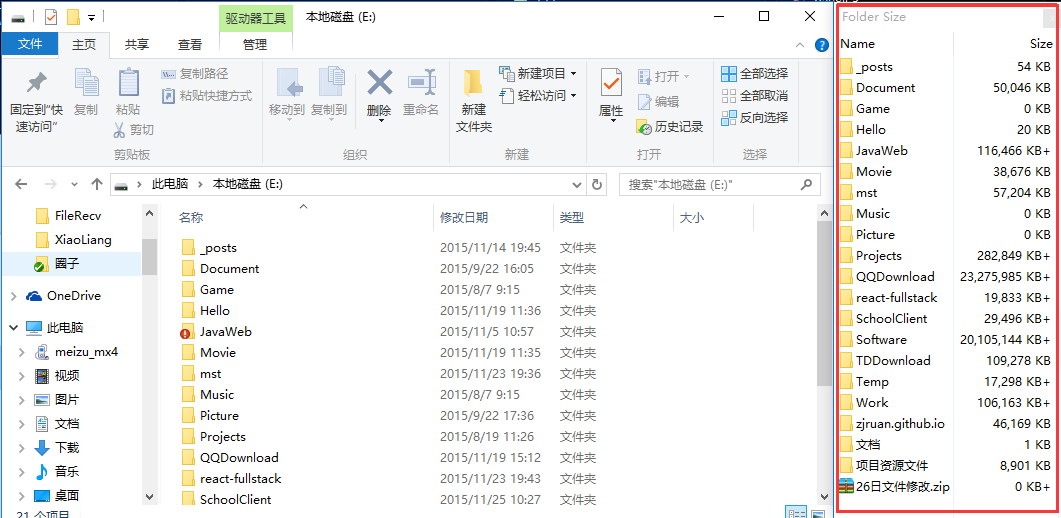 驱动器工具
本地磁盘 (E:)
文件
主页
共享
查看
管理
固定到"快
速访问"
复制
粘贴
复制路径
粘贴快捷方式
剪切
剪贴板
移动到
复制到
删除
重命名
组织
新建
文件夹
新建项目
轻松访问
新建
属性
打开
编辑
历史记录
打开
全部选择
全部取消
反向选择
选择
此电脑
本地磁盘 (E:)
搜索"本地磁盘 (E:)"
FileRecv
XiaoLiang
圈子
OneDrive
此电脑
meizu_mx4
视频
图片
文档
下载
音乐
桌面
21 个项目
名称 修改日期 类型 大小
_posts 2015/11/14 19:45 文件夹
Document 2015/9/22 16:05 文件夹
Game 2015/8/7 9:15 文件夹
Hello 2015/11/19 11:36 文件夹
JavaWeb 2015/11/5 10:57 文件夹
Movie 2015/11/19 11:35 文件夹
mst 2015/11/23 19:36 文件夹
Music 2015/8/7 9:15 文件夹
Picture 2015/9/22 17:36 文件夹
Projects 2015/8/19 11:26 文件夹
QQDownload 2015/11/19 15:12 文件夹
react-fullstack 2015/11/23 19:43 文件夹
SchoolClient 2015/11/25 10:27 文件夹
Folder Size
Name Size
_posts 54 KB
Document 50,046 KB
Game 0 KB
Hello 20 KB
JavaWeb 116,466 KB+
Movie 38,676 KB
mst 57,204 KB
Music 0 KB
Picture 0 KB
Projects 282,849 KB+
QQDownload 23,275,985 KB+
react-fullstack 19,833 KB+
SchoolClient 29,496 KB+
Software 20,105,144 KB+
TDDownload 109,278 KB
Temp 17,298 KB+
Work 106,163 KB+
zjruan.github.io 46,169 KB
文档 1 KB
项目资源文件 8,901 KB
26日文件修改.zip 0 KB+